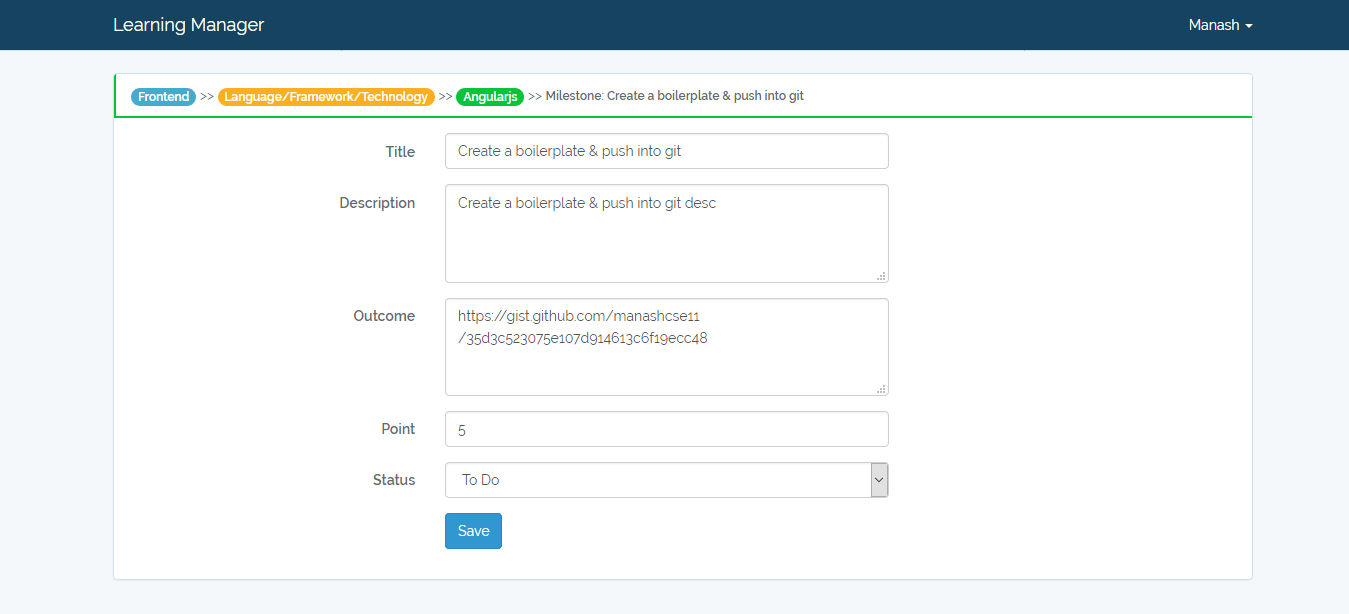 Learning Manager
Manash
Frontend >> Language/Framework/Technology >> Angularjs >> Milestone: Create a boilerplate & push into git
Title
Create a boilerplate & push into git
Description
Create a boilerplate & push into git desc
Outcome
https://gist.github.com/manashcse11
/35d3c523075e107d914613c6f19ecc48
Point
5
Status
To Do
Save